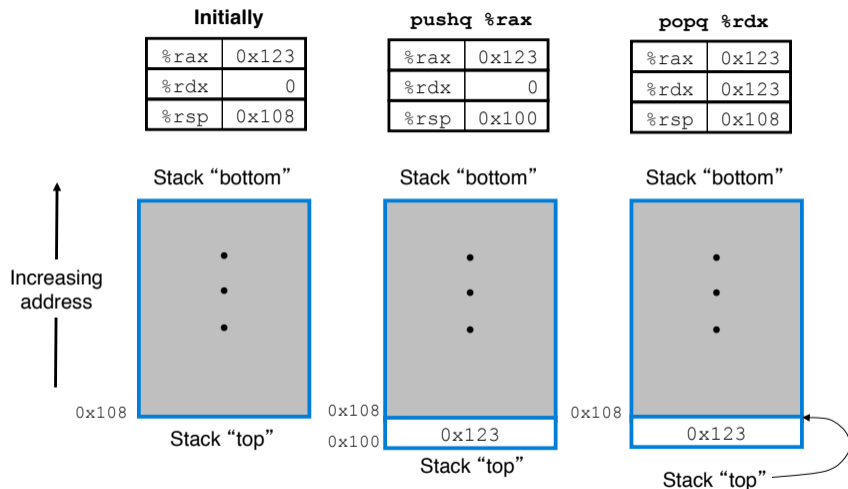 Initially
%rax 0x123
%rdx 0
%rsp 0x108
pushq %rax
%rax 0x123
%rdx 0
%rsp 0x100
popq %rdx
%rax 0x123
%rdx 0x123
%rsp 0x108
Increasing
address
Stack “bottom”
0x108
Stack “top”
Stack “bottom”
0x108
0x100
0x123
Stack “top”
Stack “bottom”
0x108
0x123
Stack “top”